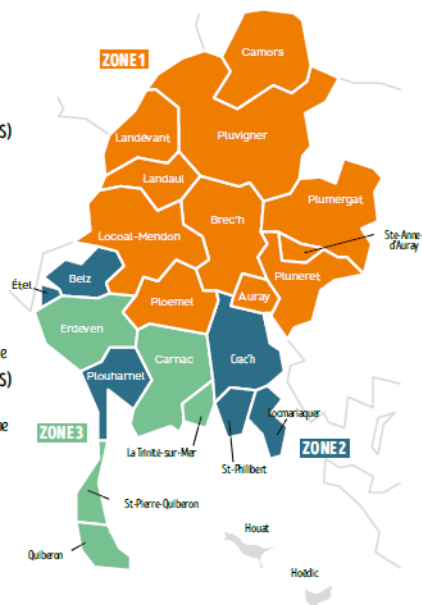 Camors
ZONE1
S)
Landévant
Pluvigner
Landaul
Plumergat
Brec'h
Ste-Anne-
d'Auray
Locoal-Mendon
Pluneret
Belz
Étel
Auray
Ploemel
Erdeven
Carnac
Crac'h
e
Plouharnel
S)
Locmariaquer
ne
ZONE3
La Trinité-sur-Mer
ZONE2
St-Philibert
St-Pierre-Quiberon
Houat
Quiberon
Hoëdic